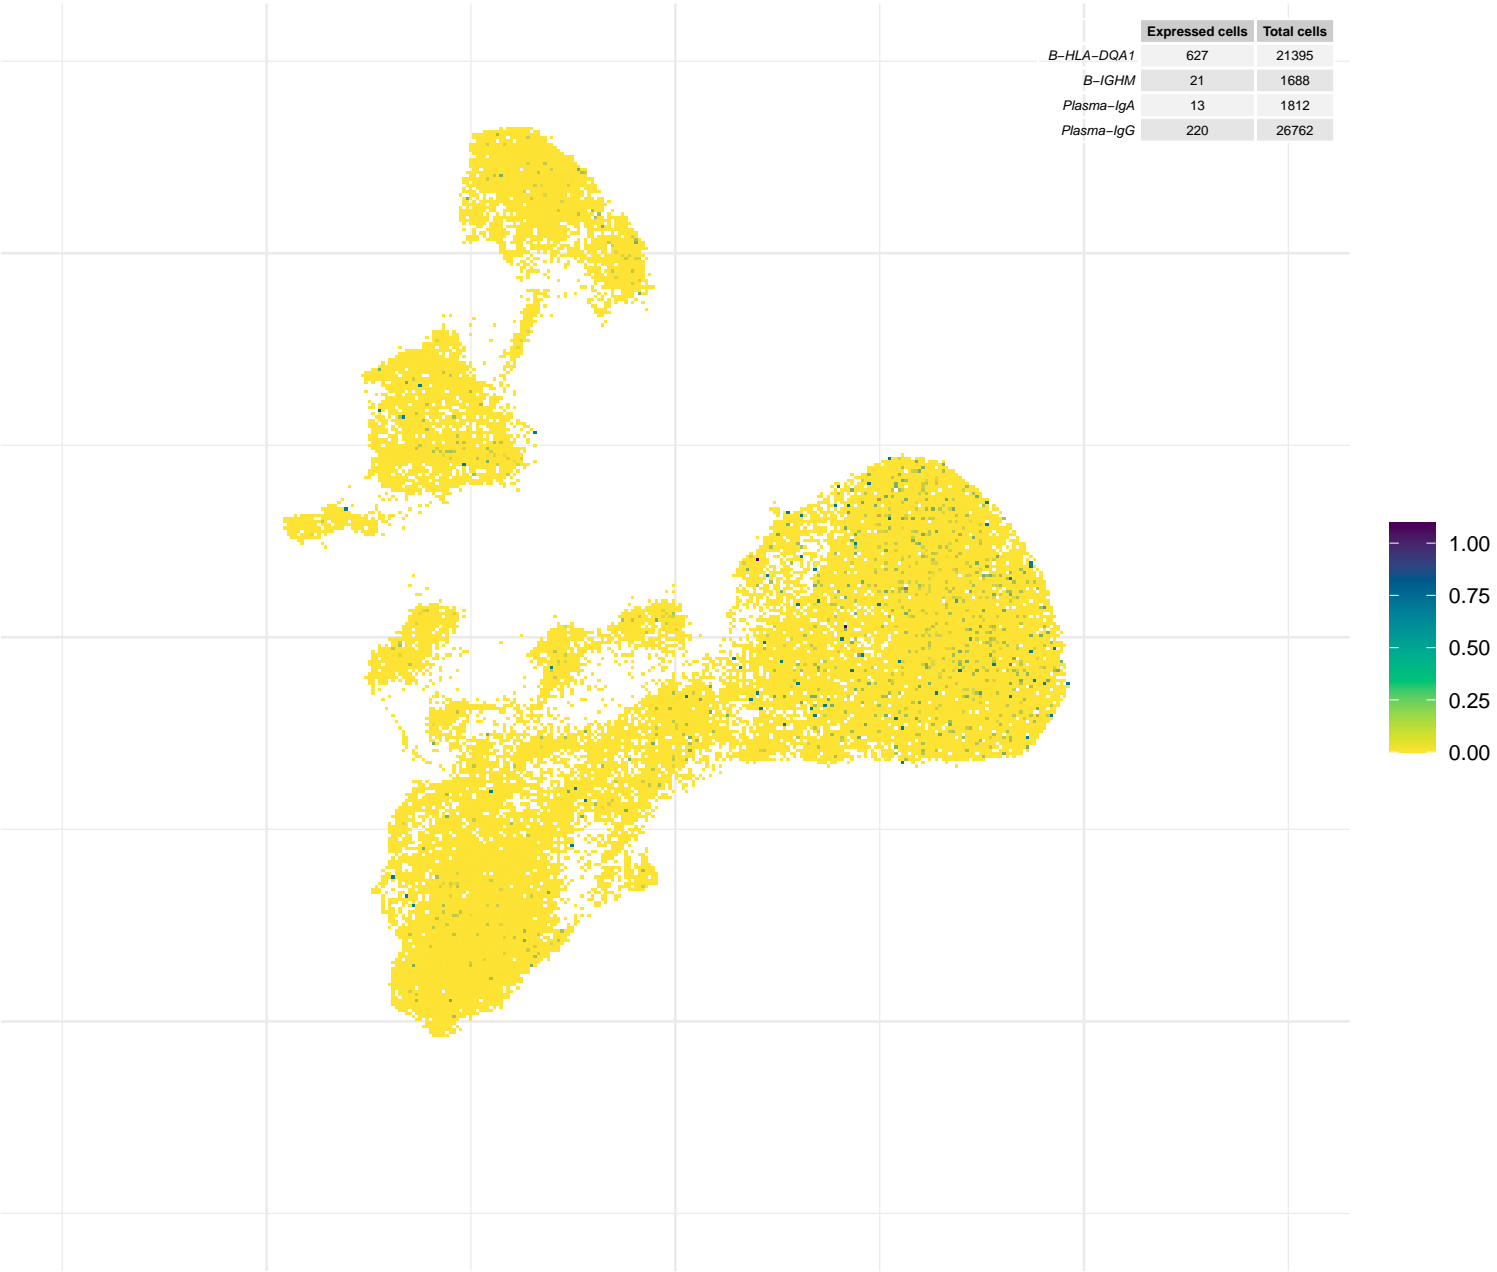 Expressed cells Total cells
B−HLA−DQA1 627 21395
B−IGHM 21 1688
Plasma−IgA 13 1812
Plasma−IgG 220 26762
1.00
0.75
0.50
0.25
0.00